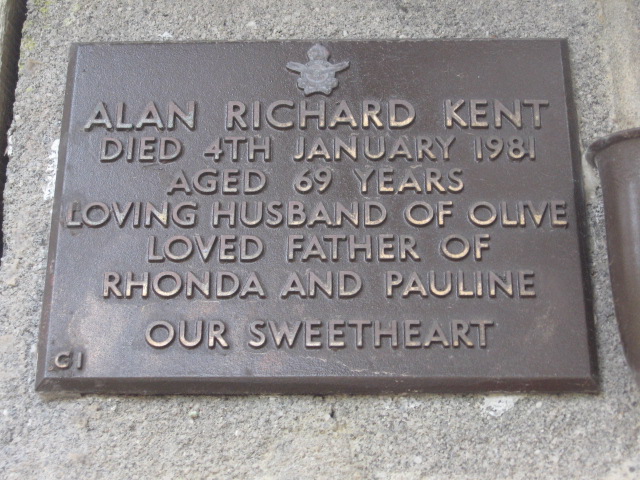 ALAN RICHARD KENT
DIED 4TH JANUARY 1981
AGED 69 YEARS
LOVING HUSBAND OF OLIVE
LOVED FATHER OF
RHONDA AND PAULINE
OUR SWEETHEART
C1